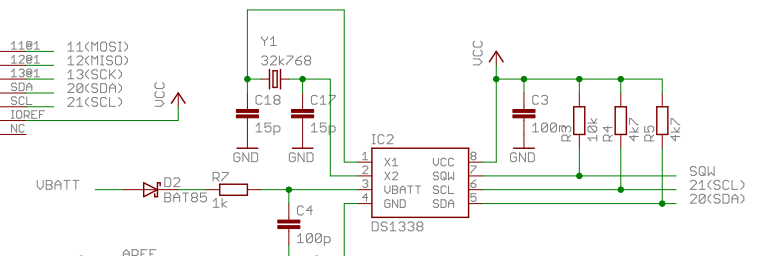 11@1 11(MOSI)
12@1 12(MISO)
13@1 13(SCK)
SDA 20(SDA)
SCL 21(SCL)
IOREF
NC
VCC
Y1
32k768
C18
15p
GND
C17
15p
GND
VCC
C3
100n
GND
R3
10k
R4
4k7
R5
4k7
IC2
1 X1 VCC 8
2 X2 SQW 7
3 VBATT SCL 6
4 GND SDA 5
DS1338
SQW
21(SCL)
20(SDA)
VBATT
D2
BAT85
R7
1k
C4
100p
AREF